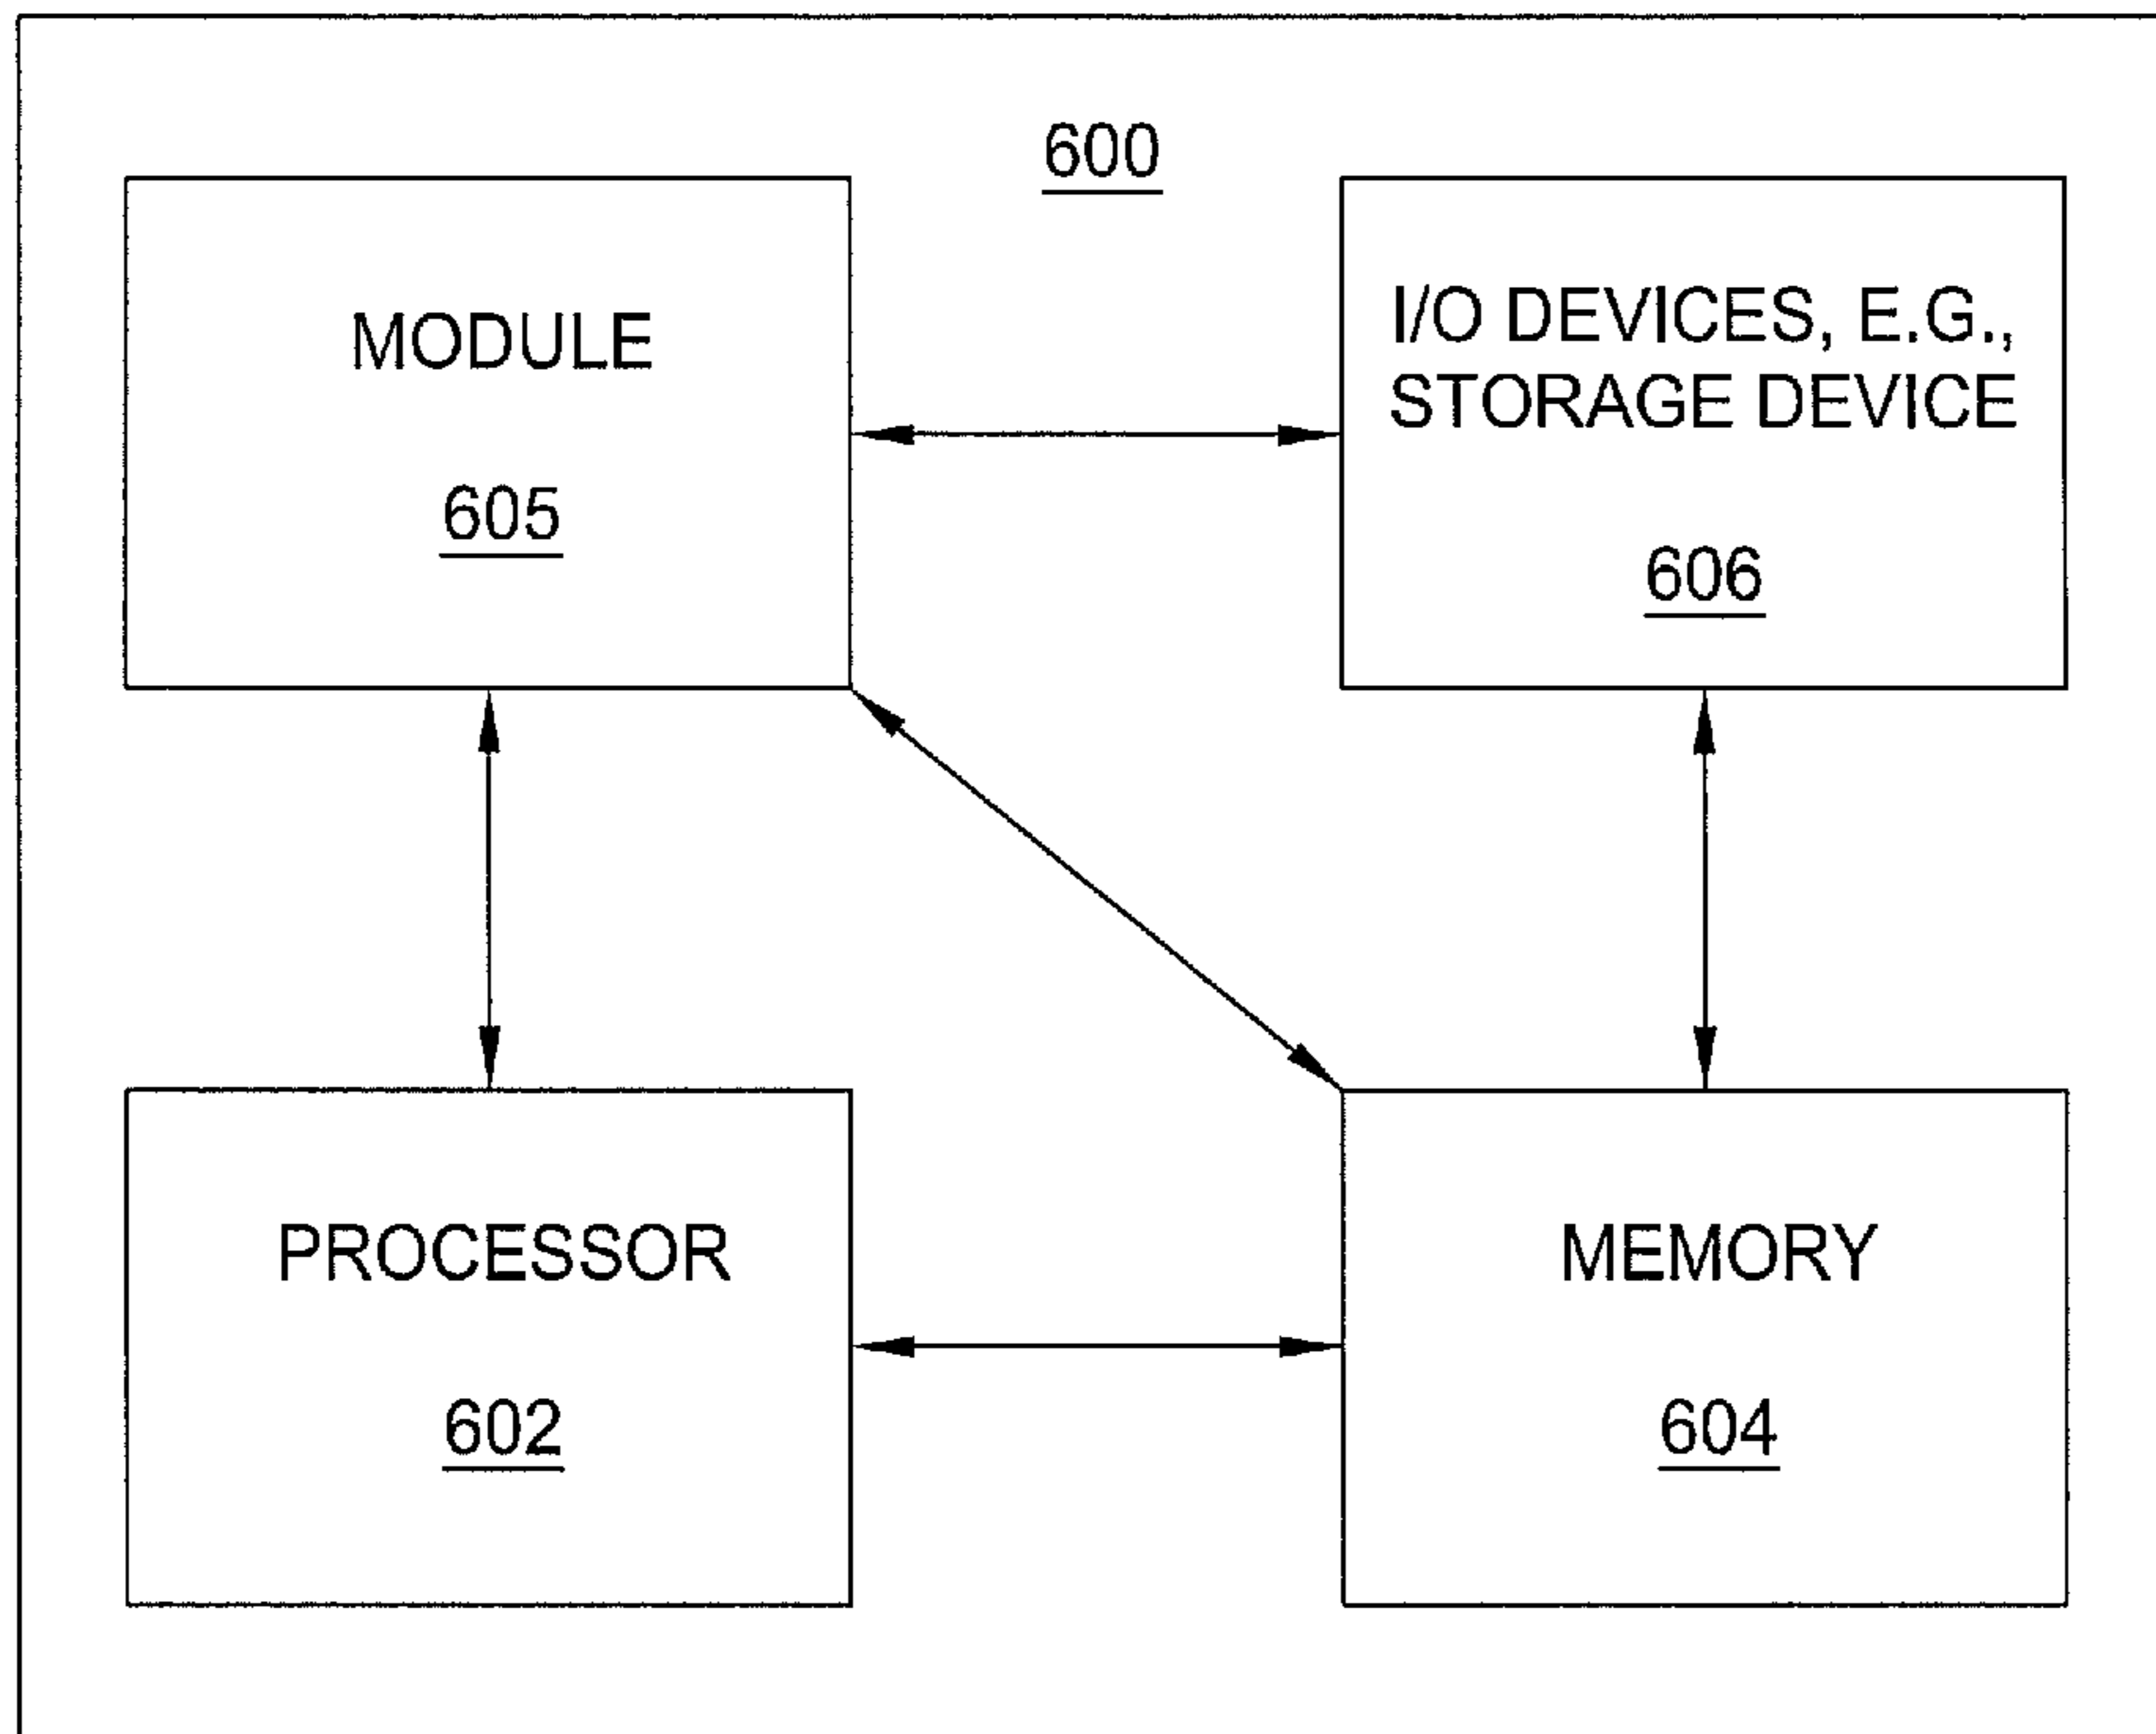 600
MODULE
605
I/O DEVICES, E.G.,
STORAGE DEVICE
606
PROCESSOR
602
MEMORY
604